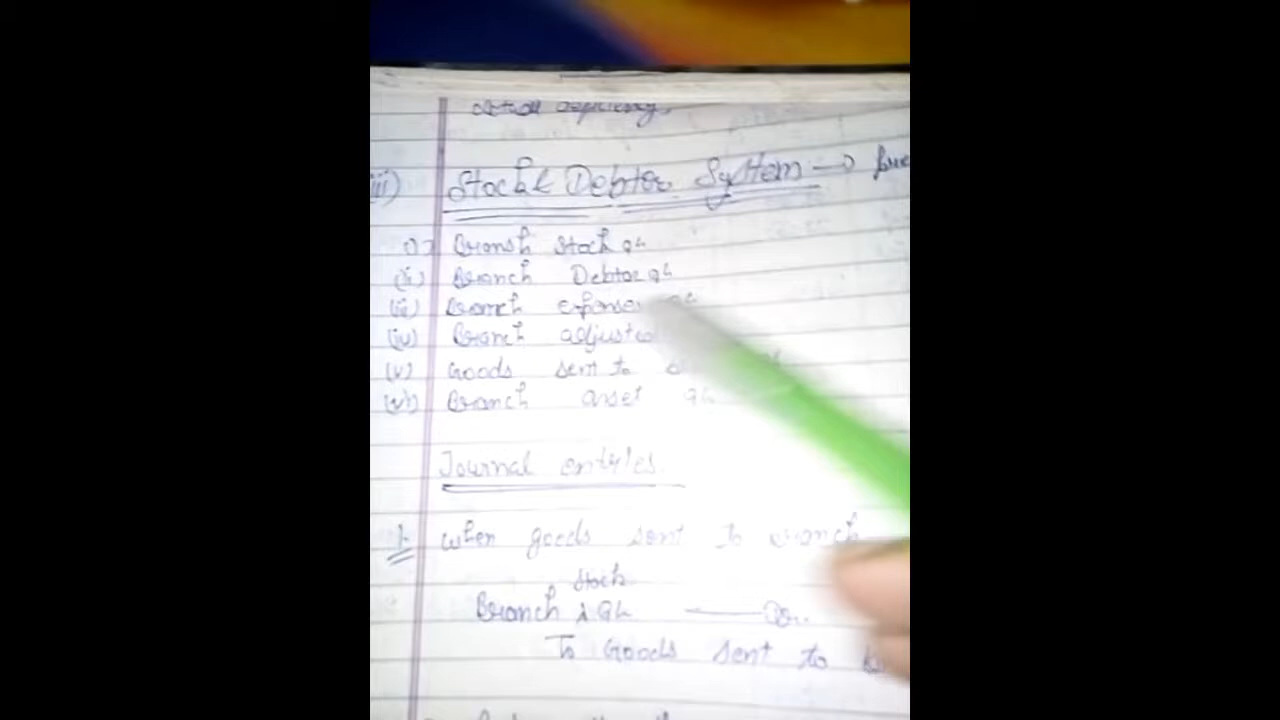 iii) Stock & Debtor System →
i) Branch Stock a/c
(ii) Branch Debtor a/c
(iii) Branch expenses a/c
(iv) Branch
(v) Goods sent to
(vi) Branch asset a/c
Journal entries
1. When goods sent to branch
Stock
Branch ^ a/c —— Dr.
To Goods sent to